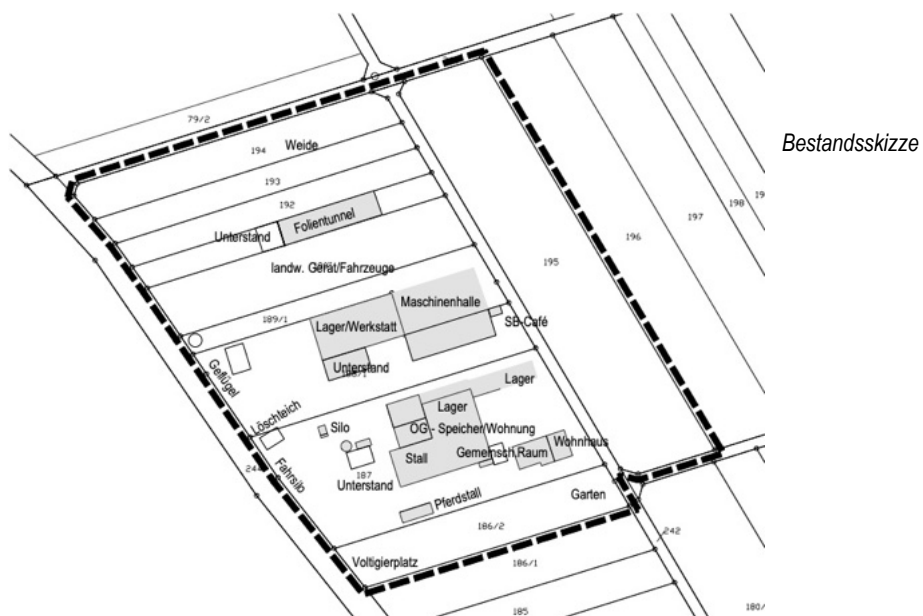 Bestandsskizze
79/2
194
Weide
193
192
Unterstand
Folientunnel
landw. Gerät/Fahrzeuge
195
196
197
198
189/1
Lager/Werkstatt
Maschinenhalle
SB-Café
Unterstand
Geflügel
Löschteich
Fahrsilo
Silo
Lager
Lager
OG - Speicher/Wohnung
Stall
Gemeinsch.Raum
Wohnhaus
187
Unterstand
Pferdstall
Garten
186/2
Voltigierplatz
186/1
242
185